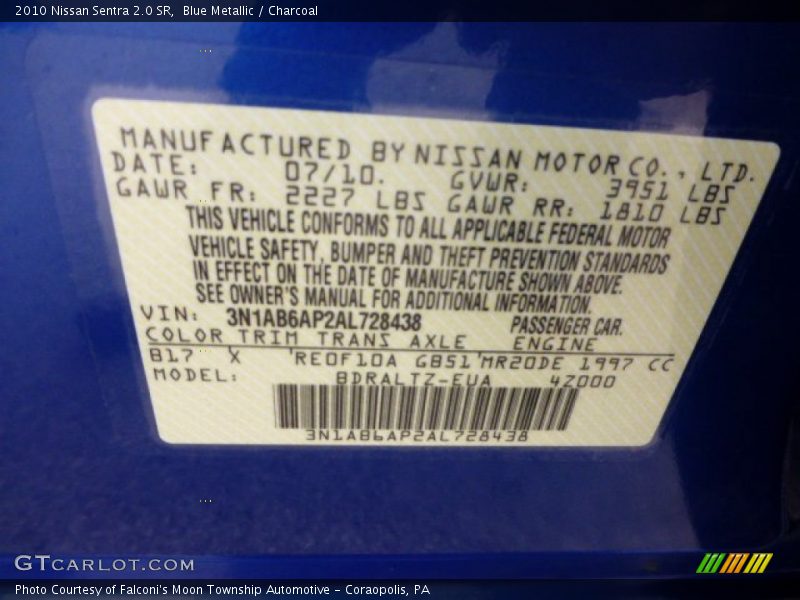 2010 Nissan Sentra 2.0 SR,  Blue Metallic / Charcoal
MANUFACTURED BY NISSAN MOTOR CO., LTD.
DATE: 07/10. GVWR: 3951 LBS
GAWR FR: 2227 LBS GAWR RR: 1810 LBS
THIS VEHICLE CONFORMS TO ALL APPLICABLE FEDERAL MOTOR
VEHICLE SAFETY, BUMPER AND THEFT PREVENTION STANDARDS
IN EFFECT ON THE DATE OF MANUFACTURE SHOWN ABOVE.
SEE OWNER'S MANUAL FOR ADDITIONAL INFORMATION.
VIN: 3N1AB6AP2AL728438 PASSENGER CAR.
COLOR TRIM TRANS AXLE ENGINE
B17 X RE0F10A GB51 MR20DE 1997 CC
MODEL: BDRALTZ-EUA 4Z000
3N1AB6AP2AL728438
GTCARLOT.COM
Photo Courtesy of Falconi's Moon Township Automotive - Coraopolis, PA